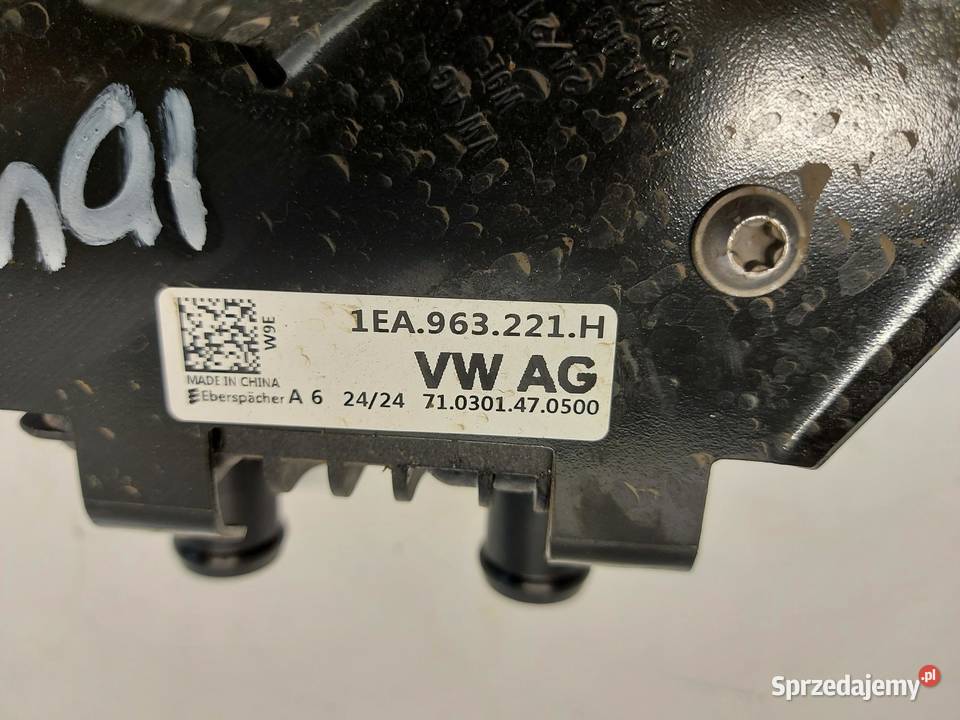 nal
1EA.963.221.H
W9E
VW AG
MADE IN CHINA
Eberspächer A 6 24/24 71.0301.47.0500
Sprzedajemy.pl